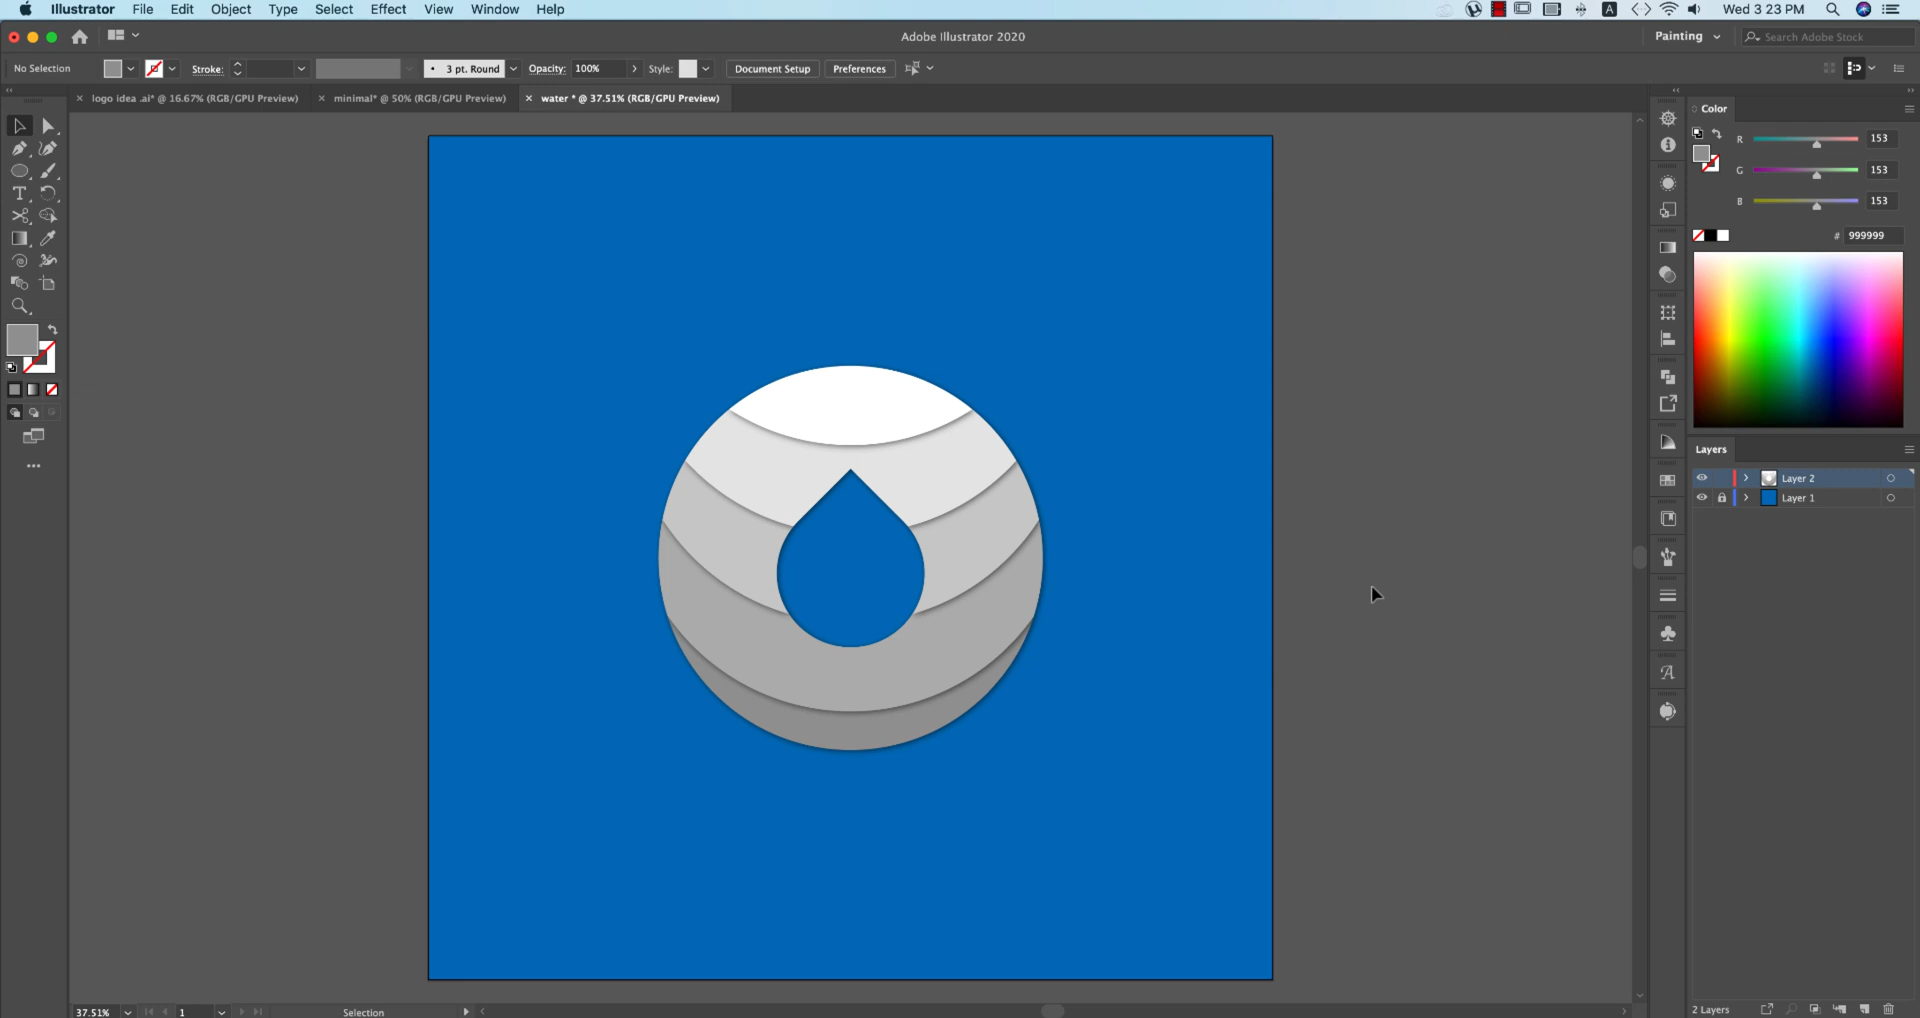 Illustrator File Edit Object Type Select Effect View Window Help
A Wed 3 23 PM
Adobe Illustrator 2020
Painting
Search Adobe Stock
No Selection Stroke: 3 pt. Round Opacity: 100% Style: Document Setup Preferences
logo idea .ai* @ 16.67% (RGB/GPU Preview)
minimal* @ 50% (RGB/GPU Preview)
water * @ 37.51% (RGB/GPU Preview)
Color
R 153
G 153
B 153
# 999999
Layers
Layer 2
Layer 1
37.51% 1 Selection
2 Layers